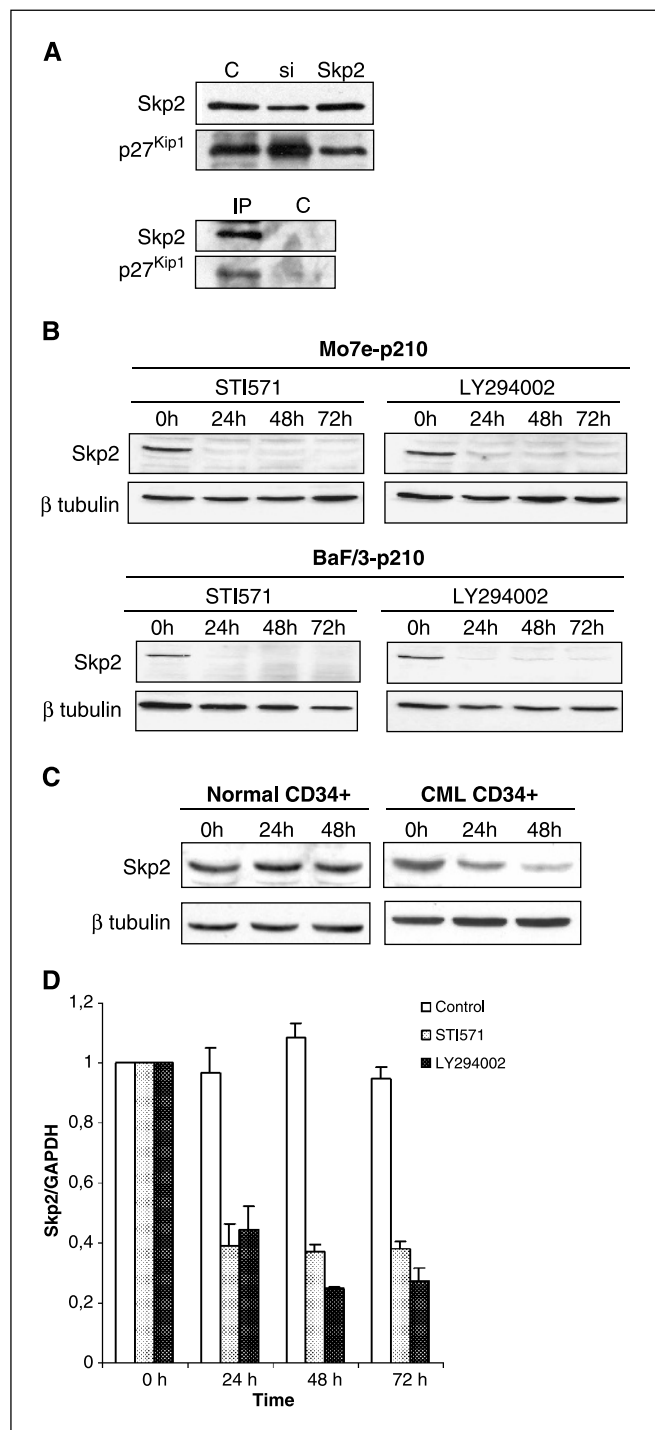 A
C si Skp2
Skp2
p27Kip1
IP C
Skp2
p27Kip1
B
Mo7e-p210
STI571 LY294002
0h 24h 48h 72h 0h 24h 48h 72h
Skp2
β tubulin
BaF/3-p210
STI571 LY294002
0h 24h 48h 72h 0h 24h 48h 72h
Skp2
β tubulin
C
Normal CD34+ CML CD34+
0h 24h 48h 0h 24h 48h
Skp2
β tubulin
D
1,2
1
0,8
0,6
0,4
0,2
0
Skp2/GAPDH
Control
STI571
LY294002
0 h 24 h 48 h 72 h
Time